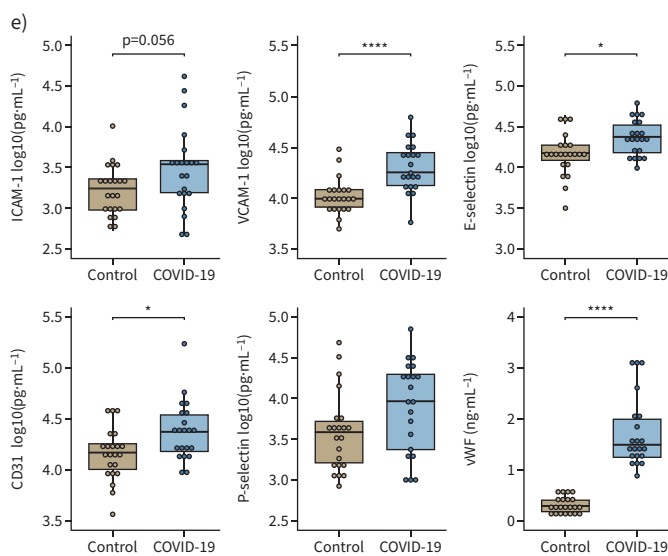 e)
ICAM-1 log10(pg·mL⁻¹)
5.0
4.5
4.0
3.5
3.0
2.5
p=0.056
Control
COVID-19
VCAM-1 log10(pg·mL⁻¹)
5.0
4.5
4.0
3.5
****
Control
COVID-19
E-selectin log10(pg·mL⁻¹)
5.0
4.5
4.0
3.5
3.0
*
Control
COVID-19
CD31 log10(pg·mL⁻¹)
5.5
5.0
4.5
4.0
3.5
*
Control
COVID-19
P-selectin log10(pg·mL⁻¹)
5.0
4.5
4.0
3.5
3.0
2.5
Control
COVID-19
vWF (ng·mL⁻¹)
4
3
2
1
0
****
Control
COVID-19